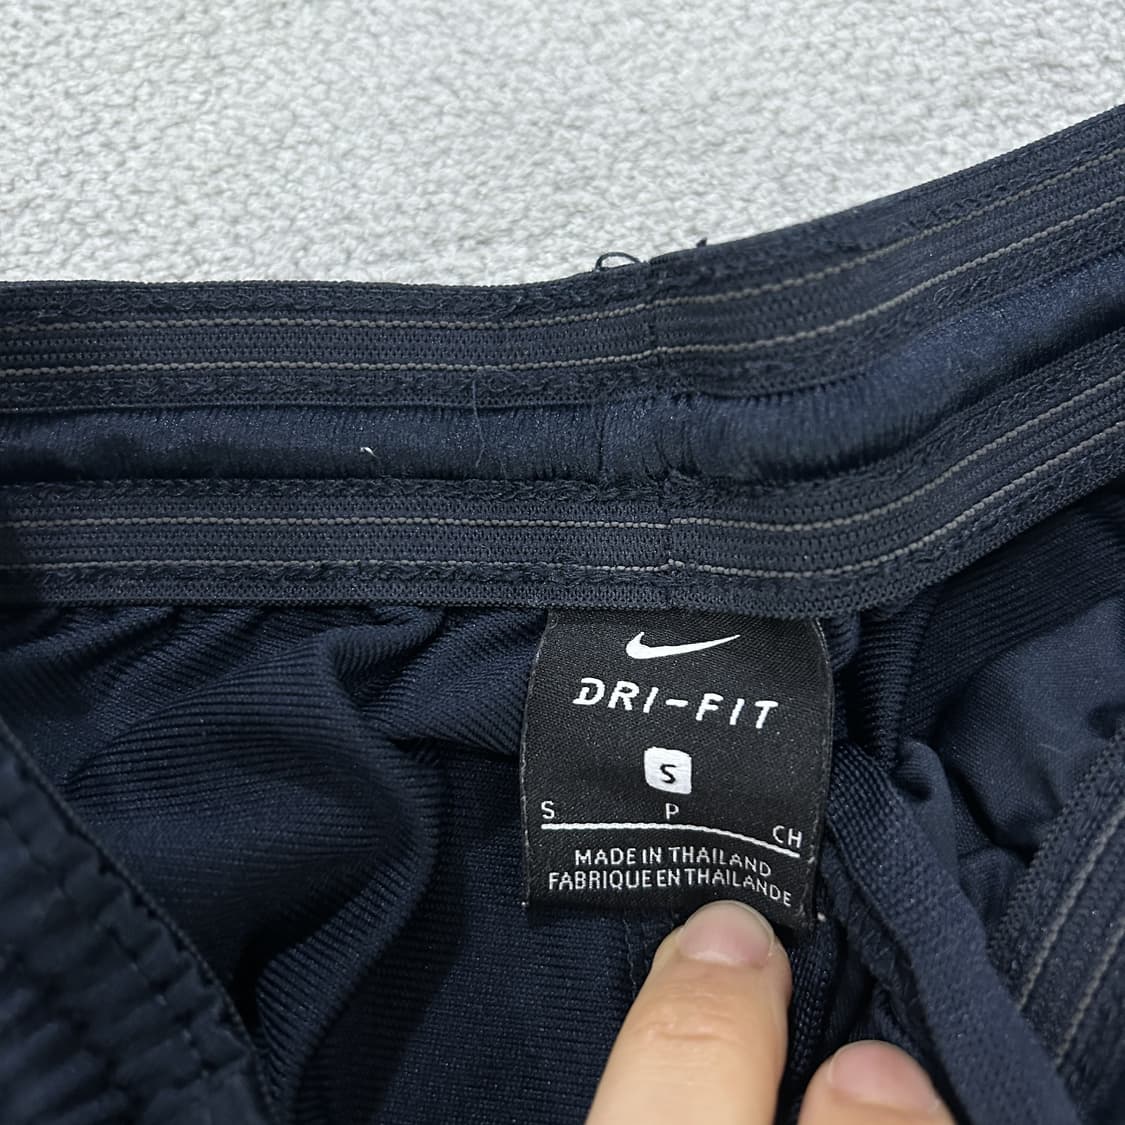 DRI-FIT
S
S P CH
MADE IN THAILAND
FABRIQUE EN THAILANDE